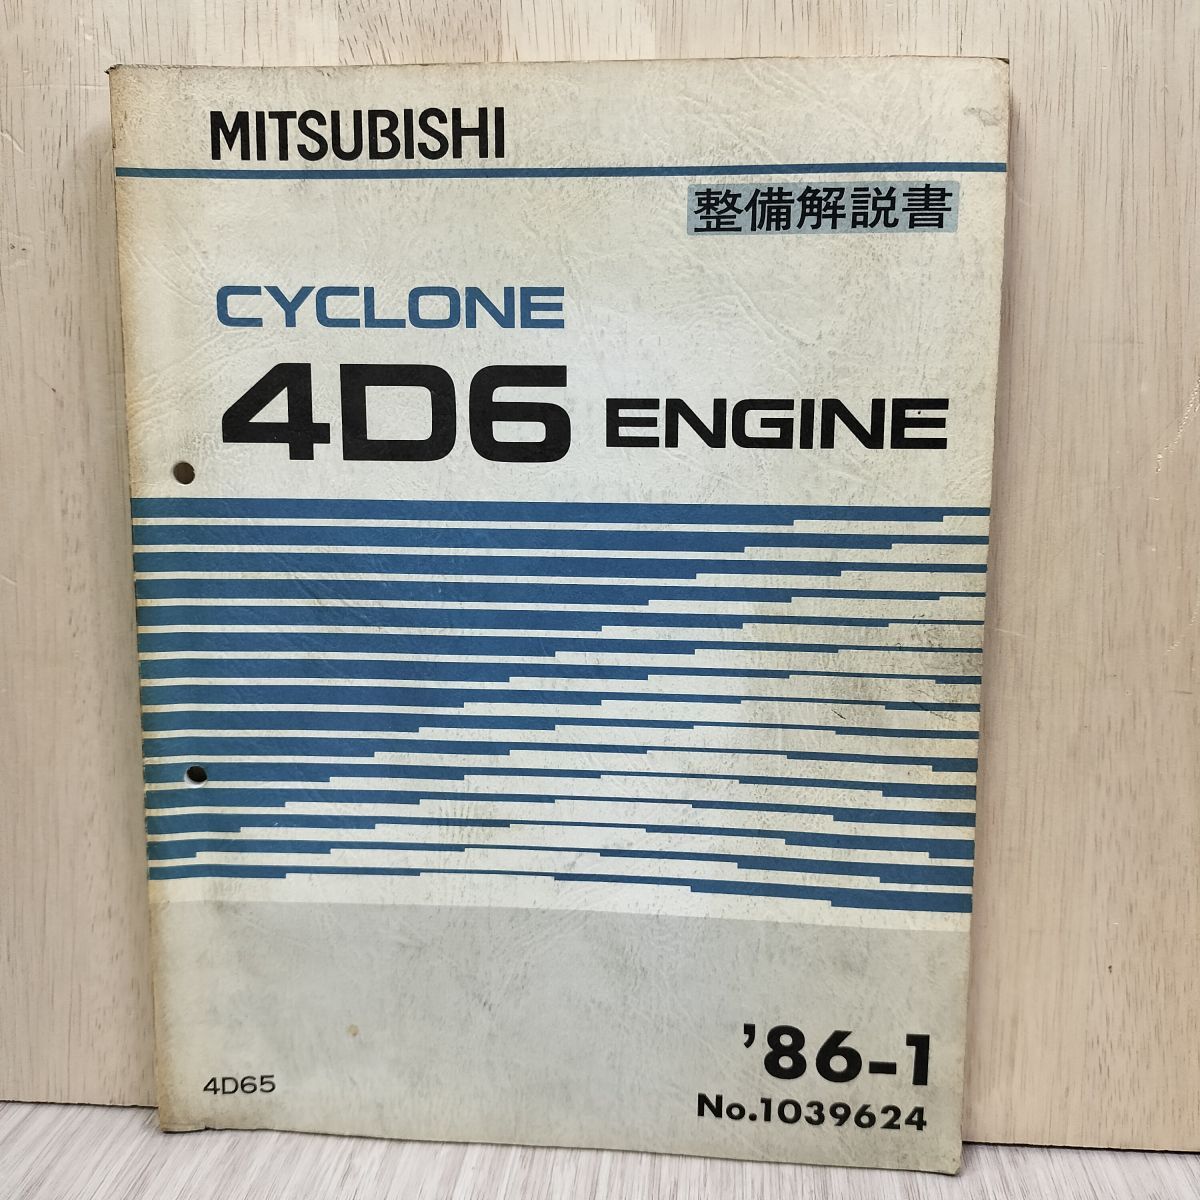 MITSUBISHI
整備解説書
CYCLONE
4D6 ENGINE
'86-1
4D65
No.1039624